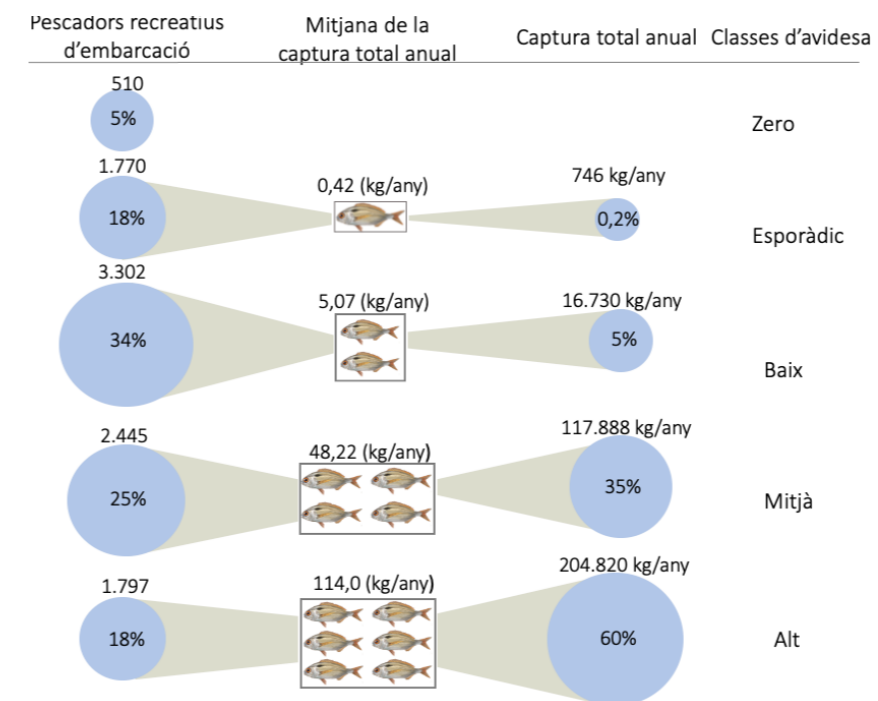 Pescadors recreatius
d'embarcació
Mitjana de la
captura total anual
Captura total anual
Classes d'avidesa
510
5%
Zero
1.770
18%
0,42 (kg/any)
746 kg/any
0,2%
Esporàdic
3.302
34%
5,07 (kg/any)
16.730 kg/any
5%
Baix
2.445
25%
48,22 (kg/any)
117.888 kg/any
35%
Mitjà
1.797
18%
114,0 (kg/any)
204.820 kg/any
60%
Alt